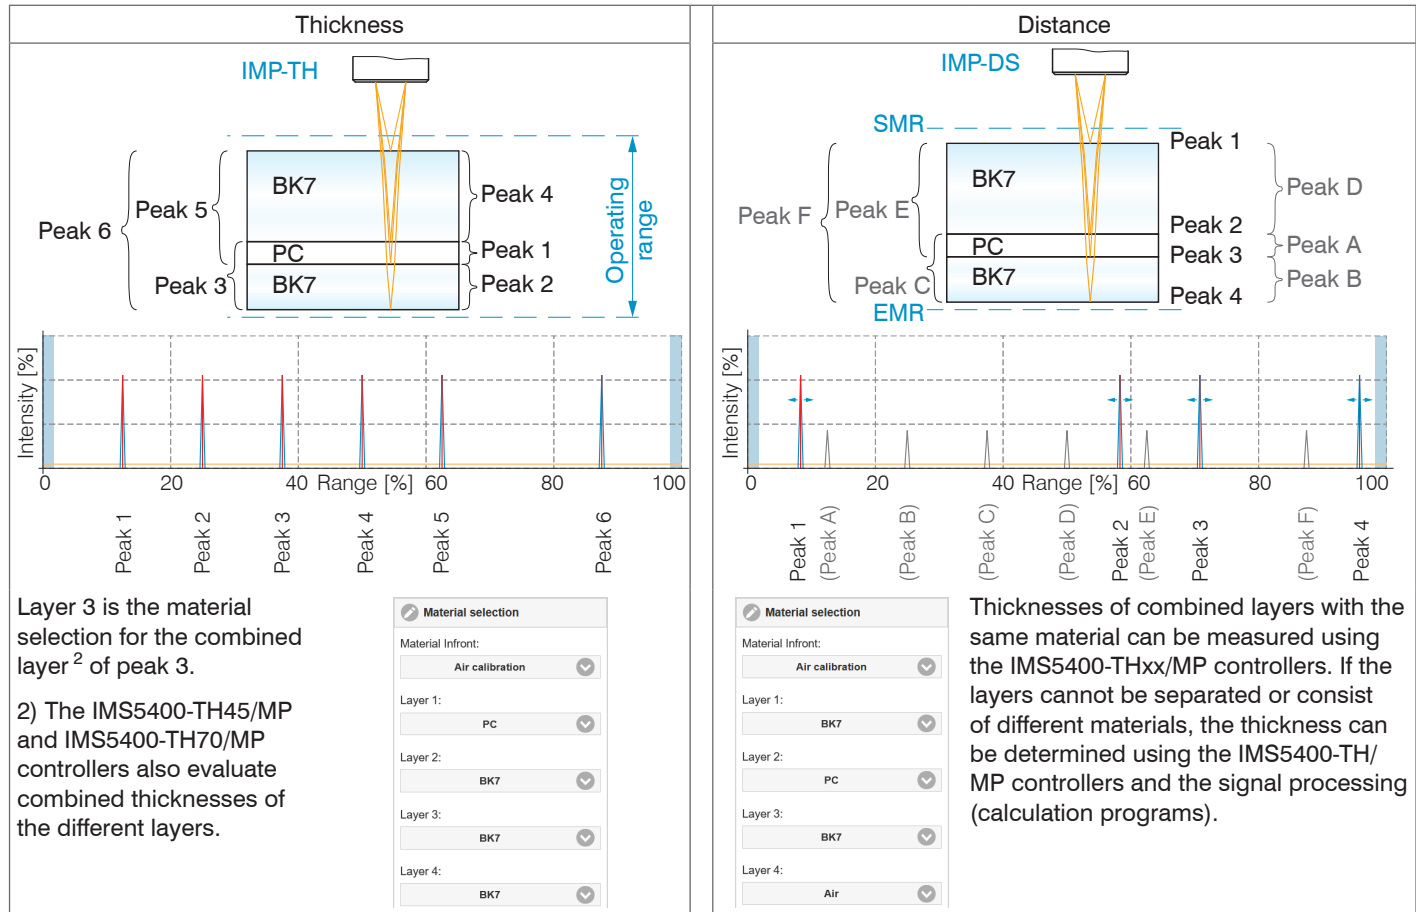 Thickness
IMP-TH
BK7
PC
BK7
Peak 6
Peak 5
Peak 3
Peak 4
Peak 1
Peak 2
Operating
range
Intensity [%]
0
20
40
Range [%]
60
80
100
Peak 1
Peak 2
Peak 3
Peak 4
Peak 5
Peak 6
Layer 3 is the material
selection for the combined
layer 2 of peak 3.
2) The IMS5400-TH45/MP
and IMS5400-TH70/MP
controllers also evaluate
combined thicknesses of
the different layers.
Material selection
Material Infront:
Air calibration
Layer 1:
PC
Layer 2:
BK7
Layer 3:
BK7
Layer 4:
BK7
Distance
IMP-DS
SMR
EMR
BK7
PC
BK7
Peak F
Peak E
Peak C
Peak 1
Peak 2
Peak 3
Peak 4
Peak D
Peak A
Peak B
Intensity [%]
0
20
40
Range [%]
60
80
100
Peak 1
(Peak A)
(Peak B)
(Peak C)
(Peak D)
Peak 2
(Peak E)
Peak 3
(Peak F)
Peak 4
Material selection
Material Infront:
Air calibration
Layer 1:
BK7
Layer 2:
PC
Layer 3:
BK7
Layer 4:
Air
Thicknesses of combined layers with the
same material can be measured using
the IMS5400-THxx/MP controllers. If the
layers cannot be separated or consist
of different materials, the thickness can
be determined using the IMS5400-TH/
MP controllers and the signal processing
(calculation programs).